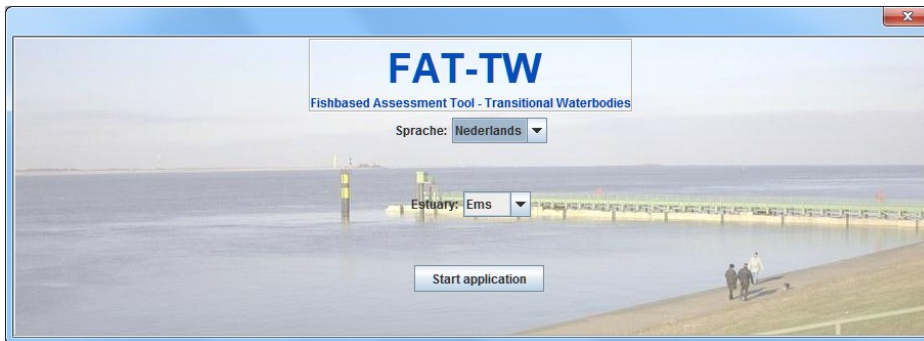 FAT-TW
Fishbased Assessment Tool - Transitional Waterbodies
Sprache: Nederlands
Estuary: Ems
Start application